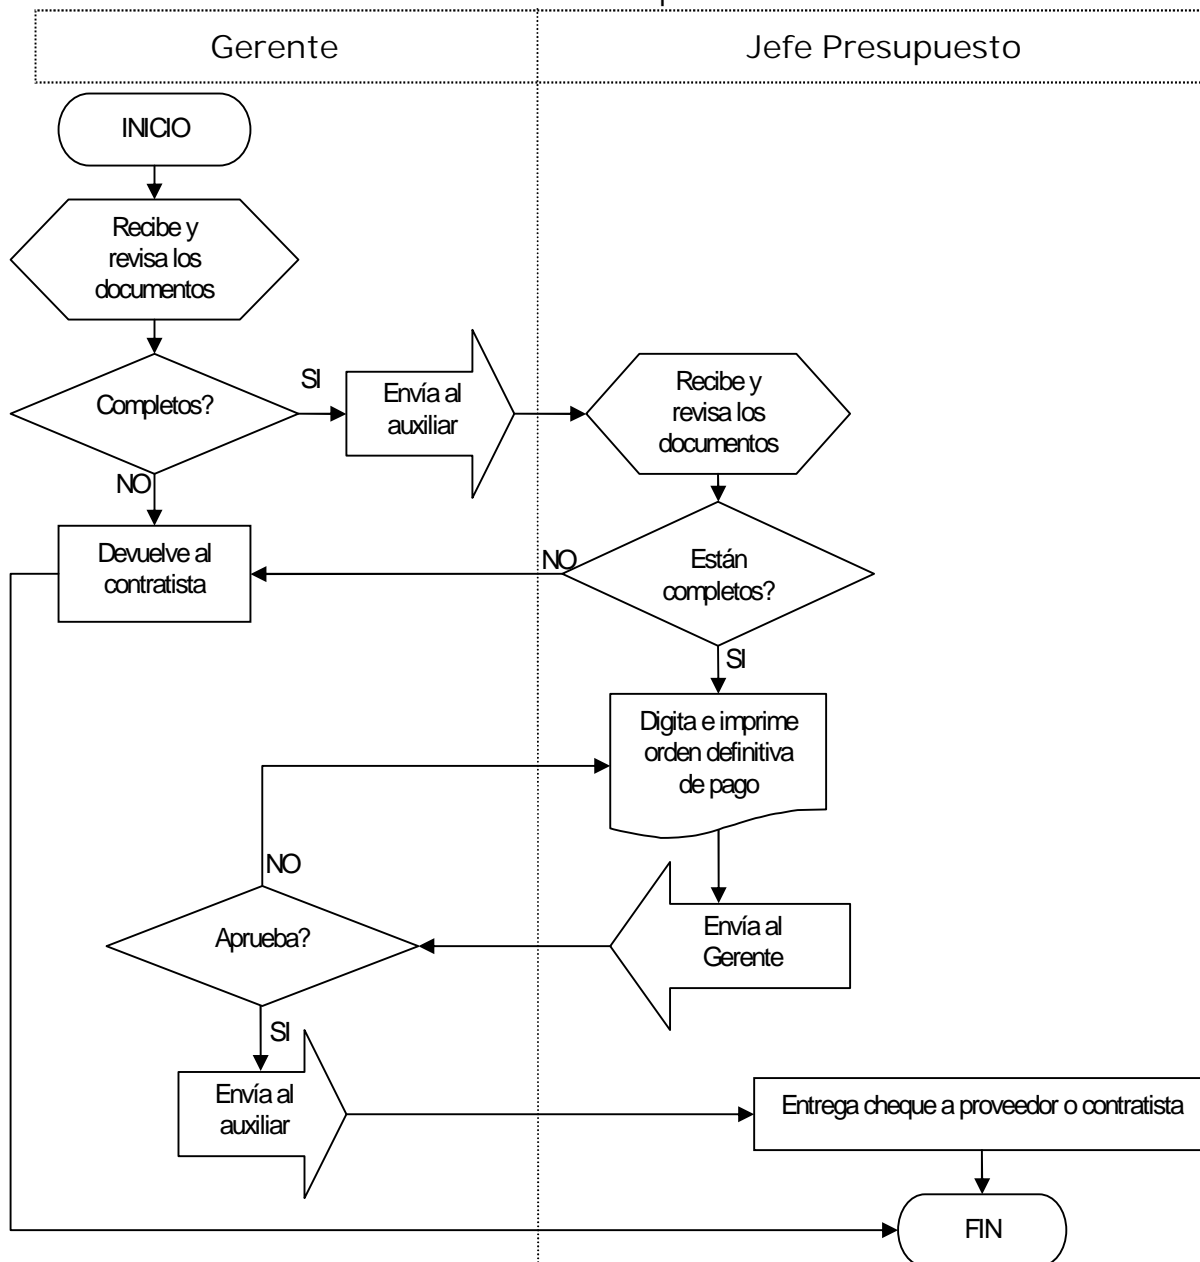 Gerente
Jefe Presupuesto
INICIO
Recibe y
revisa los
documentos
Completos?
SI
Envía al
auxiliar
Recibe y
revisa los
documentos
NO
Devuelve al
contratista
NO
Están
completos?
SI
Digita e imprime
orden definitiva
de pago
NO
Aprueba?
Envía al
Gerente
SI
Envía al
auxiliar
Entrega cheque a proveedor o contratista
FIN